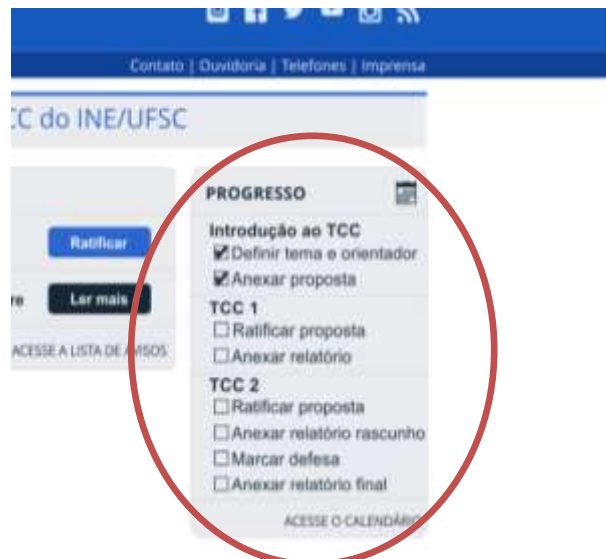 Contato | Ouvidoria | Telefones | Imprensa
CC do INE/UFSC
PROGRESSO
Introdução ao TCC
Definir tema e orientador
Anexar proposta
TCC 1
Ratificar proposta
Anexar relatório
TCC 2
Ratificar proposta
Anexar relatório rascunho
Marcar defesa
Anexar relatório final
ACESSE O CALENDÁRIO
Ratificar
re Ler mais
ACESSE A LISTA DE AVISOS